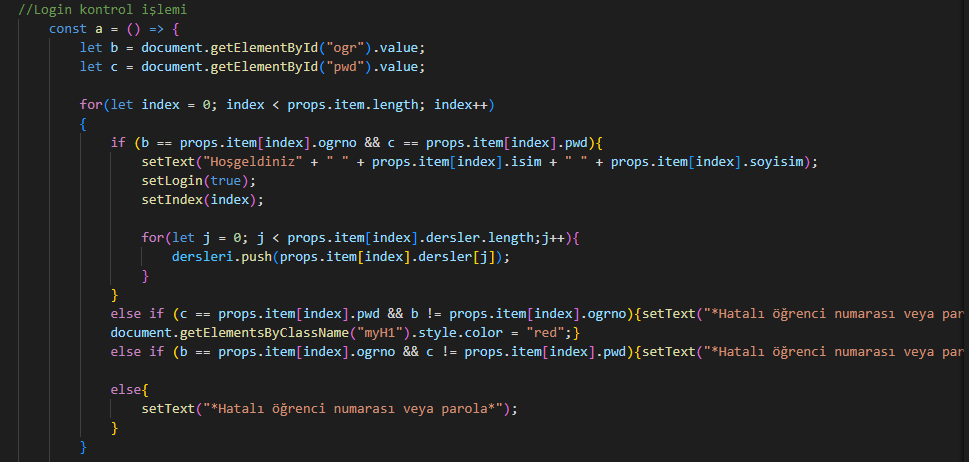 //Login kontrol işlemi
const a = () => {
let b = document.getElementById("ogr").value;
let c = document.getElementById("pwd").value;
for(let index = 0; index < props.item.length; index++)
{
if (b == props.item[index].ogrno && c == props.item[index].pwd){
setText("Hoşgeldiniz" + " " + props.item[index].isim + " " + props.item[index].soyisim);
setLogin(true);
setIndex(index);
for(let j = 0; j < props.item[index].dersler.length;j++){
dersleri.push(props.item[index].dersler[j]);
}
}
else if (c == props.item[index].pwd && b != props.item[index].ogrno){setText("*Hatalı öğrenci numarası veya par
document.getElementsByClassName("myH1").style.color = "red";}
else if (b == props.item[index].ogrno && c != props.item[index].pwd){setText("*Hatalı öğrenci numarası veya par
else{
setText("*Hatalı öğrenci numarası veya parola*");
}
}